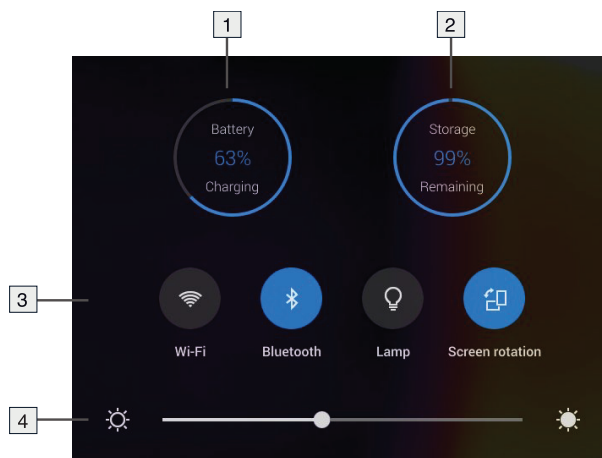 1
2
Battery
63%
Charging
Storage
99%
Remaining
3
Wi-Fi
Bluetooth
Lamp
Screen rotation
4